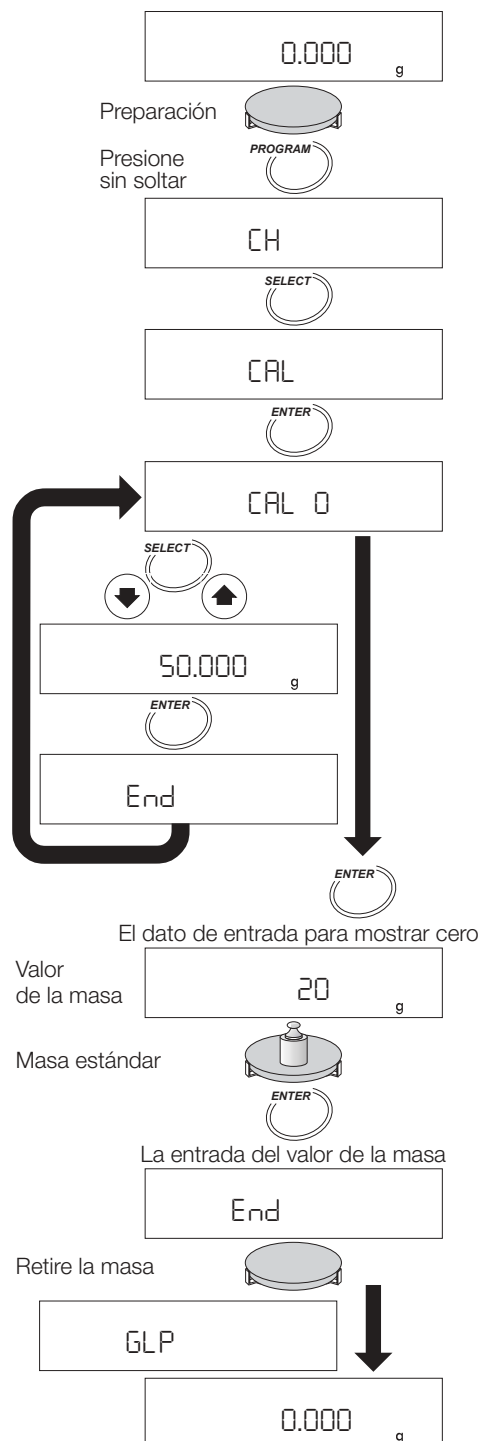 0.000 g
Preparación
PROGRAM
Presione
sin soltar
CH
SELECT
CAL
ENTER
CAL 0
SELECT
50.000 g
ENTER
End
ENTER
El dato de entrada para mostrar cero
Valor
de la masa
20 g
Masa estándar
ENTER
La entrada del valor de la masa
End
Retire la masa
GLP
0.000 g